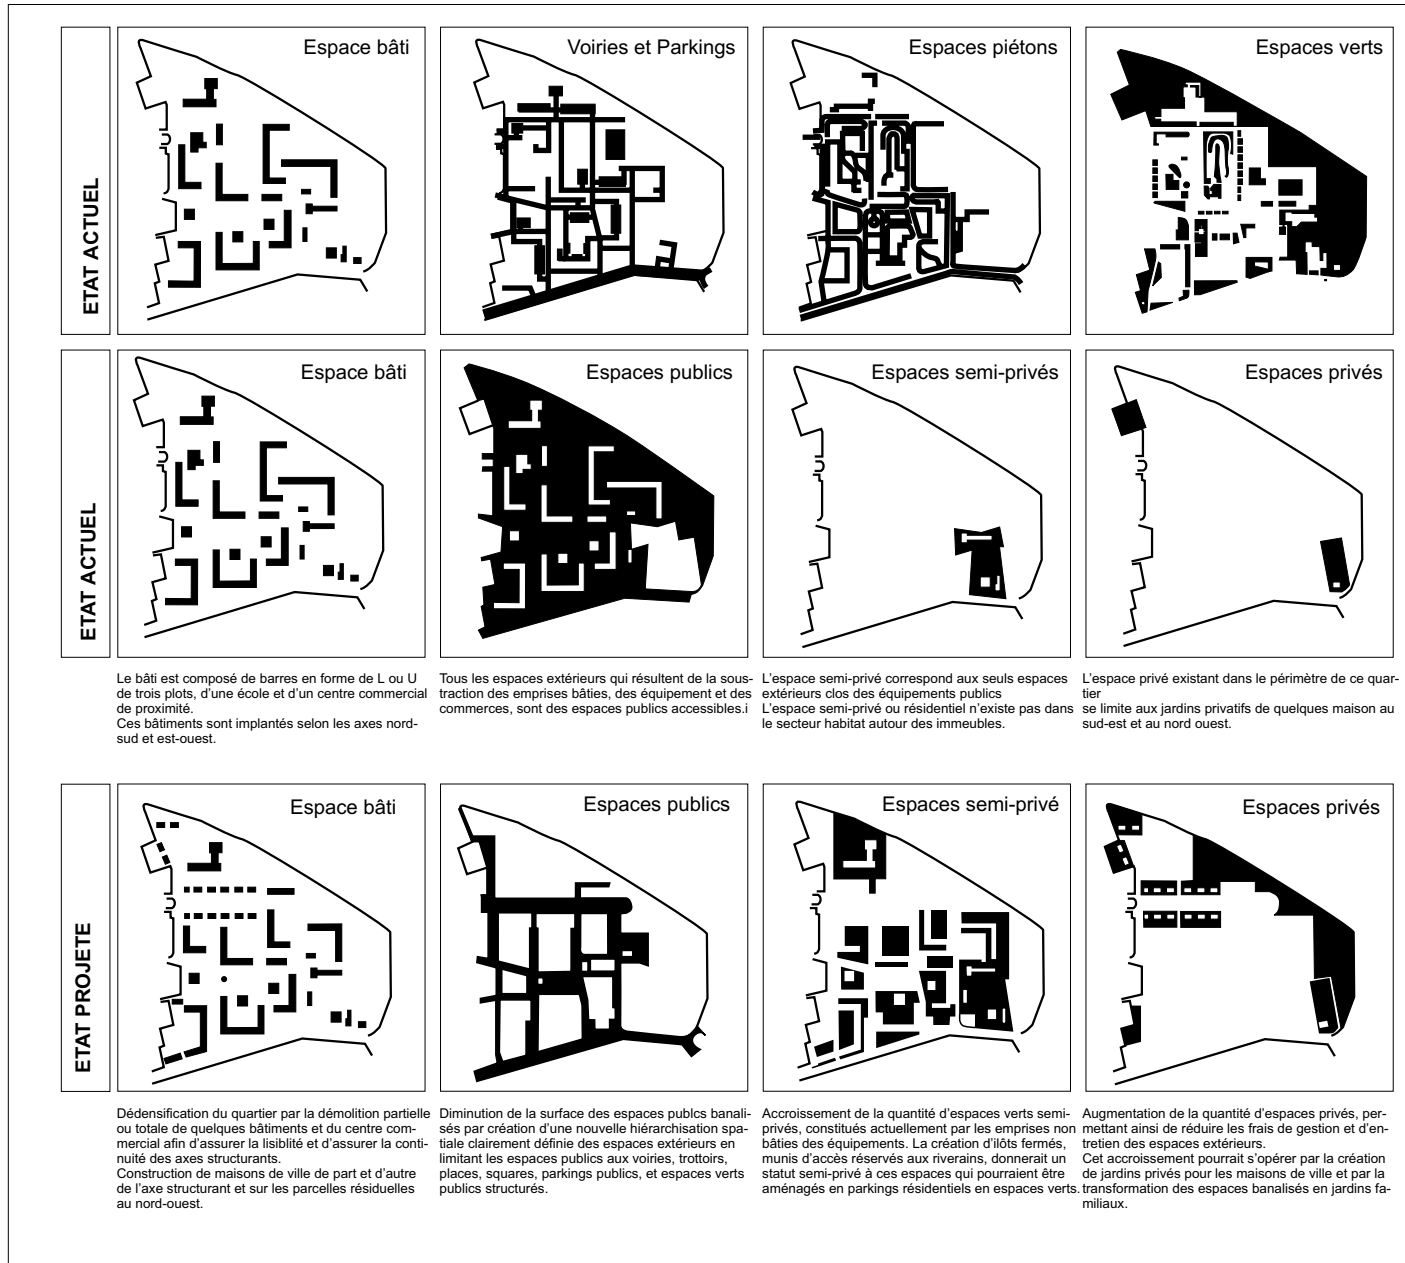 ETAT ACTUEL
Espace bâti
Voiries et Parkings
Espaces piétons
Espaces verts
ETAT ACTUEL
Espace bâti
Espaces publics
Espaces semi-privés
Espaces privés
Le bâti est composé de barres en forme de L ou U
de trois plots, d'une école et d'un centre commercial
de proximité.
Ces bâtiments sont implantés selon les axes nord-
sud et est-ouest.
Tous les espaces extérieurs qui résultent de la sous-
traction des emprises bâties, des équipement et des
commerces, sont des espaces publics accessibles.i
L'espace semi-privé correspond aux seuls espaces
extérieurs clos des équipements publics
L'espace semi-privé ou résidentiel n'existe pas dans
le secteur habitat autour des immeubles.
L'espace privé existant dans le périmètre de ce quar-
tier
se limite aux jardins privatifs de quelques maison au
sud-est et au nord ouest.
ETAT PROJETE
Espace bâti
Espaces publics
Espaces semi-privé
Espaces privés
Dédensification du quartier par la démolition partielle
ou totale de quelques bâtiments et du centre com-
mercial afin d'assurer la lisiblité et d'assurer la conti-
nuité des axes structurants.
Construction de maisons de ville de part et d'autre
de l'axe structurant et sur les parcelles résiduelles
au nord-ouest.
Diminution de la surface des espaces publcs banali-
sés par création d'une nouvelle hiérarchisation spa-
tiale clairement définie des espaces extérieurs en
limitant les espaces publics aux voiries, trottoirs,
places, squares, parkings publics, et espaces verts
publics structurés.
Accroissement de la quantité d'espaces verts semi-
privés, constitués actuellement par les emprises non
bâties des équipements. La création d'ilôts fermés,
munis d'accès réservés aux riverains, donnerait un
statut semi-privé à ces espaces qui pourraient être
aménagés en parkings résidentiels en espaces verts.
Augmentation de la quantité d'espaces privés, per-
mettant ainsi de réduire les frais de gestion et d'en-
tretien des espaces extérieurs.
Cet accroissement pourrait s'opérer par la création
de jardins privés pour les maisons de ville et par la
transformation des espaces banalisés en jardins fa-
miliaux.